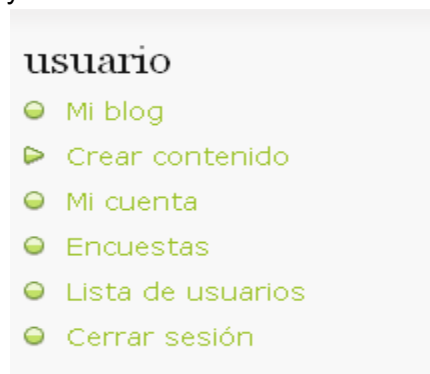 usuario
Mi blog
Crear contenido
Mi cuenta
Encuestas
Lista de usuarios
Cerrar sesión